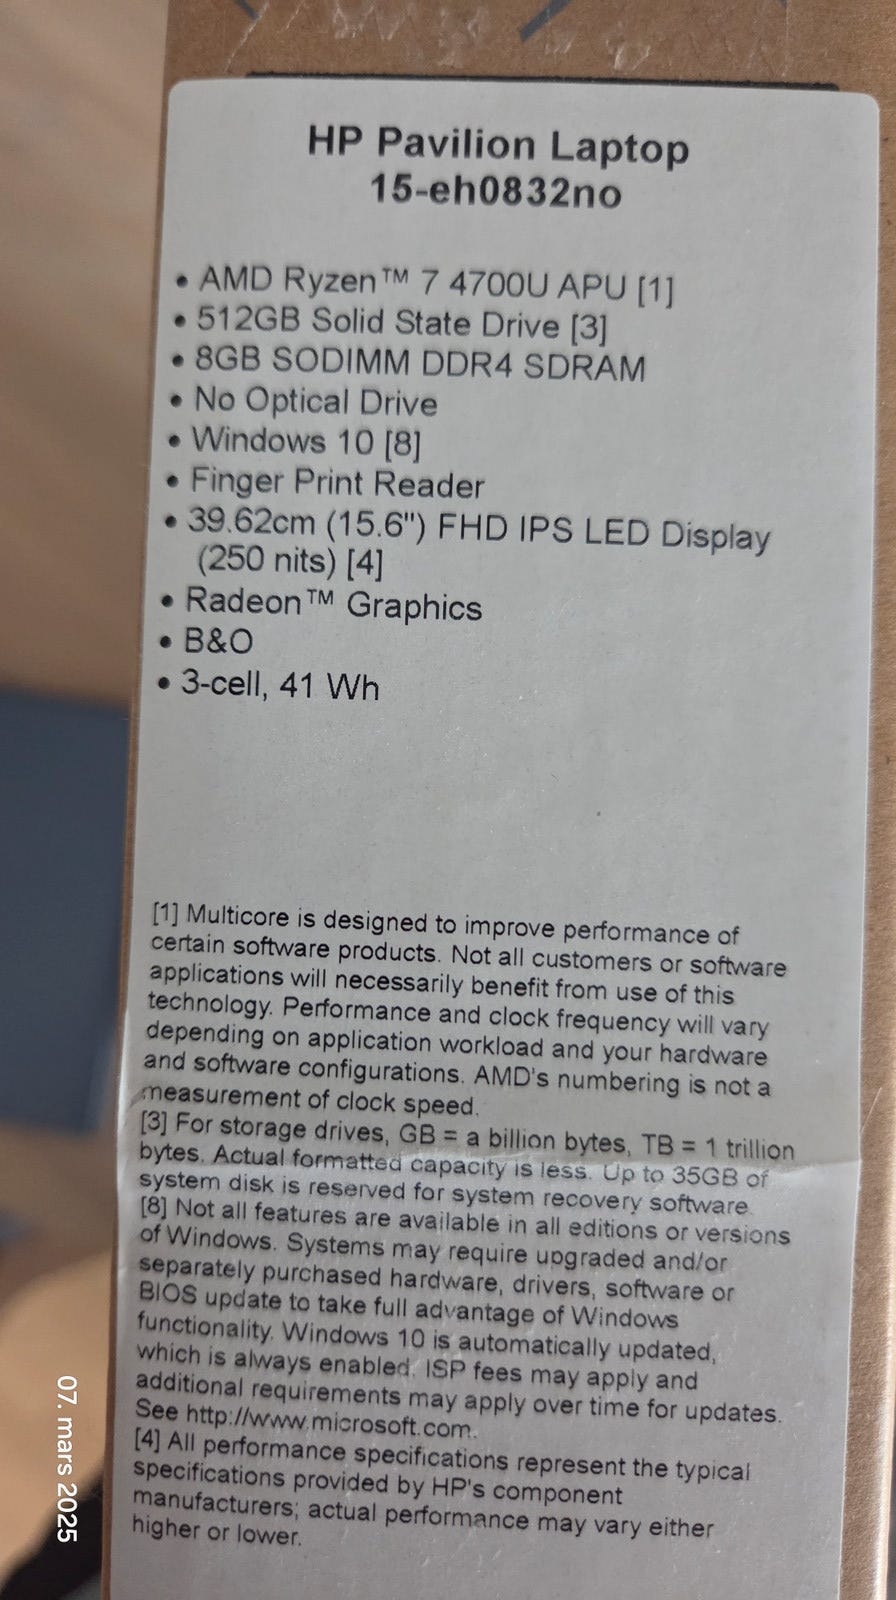 HP Pavilion Laptop
15-eh0832no
• AMD Ryzen™ 7 4700U APU [1]
• 512GB Solid State Drive [3]
• 8GB SODIMM DDR4 SDRAM
• No Optical Drive
• Windows 10 [8]
• Finger Print Reader
• 39.62cm (15.6") FHD IPS LED Display
(250 nits) [4]
• Radeon™ Graphics
• B&O
• 3-cell, 41 Wh
[1] Multicore is designed to improve performance of
certain software products. Not all customers or software
applications will necessarily benefit from use of this
technology. Performance and clock frequency will vary
depending on application workload and your hardware
and software configurations. AMD's numbering is not a
measurement of clock speed.
[3] For storage drives, GB = a billion bytes, TB = 1 trillion
bytes. Actual formatted capacity is less. Up to 35GB of
system disk is reserved for system recovery software.
[8] Not all features are available in all editions or versions
of Windows. Systems may require upgraded and/or
separately purchased hardware, drivers, software or
BIOS update to take full advantage of Windows
functionality. Windows 10 is automatically updated,
which is always enabled. ISP fees may apply and
additional requirements may apply over time for updates.
See http://www.microsoft.com.
[4] All performance specifications represent the typical
specifications provided by HP's component
manufacturers; actual performance may vary either
higher or lower.
07. mars 2025